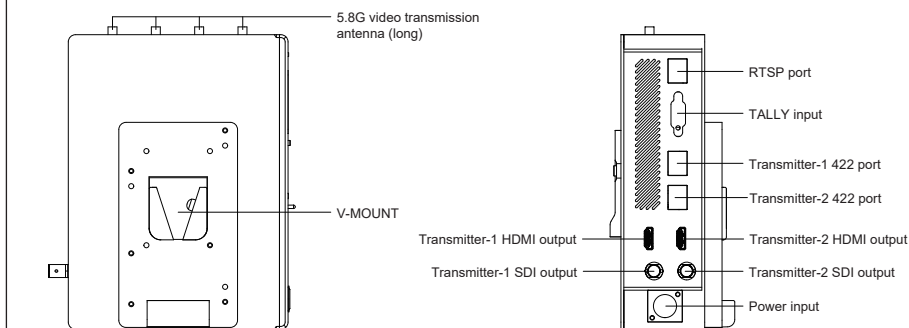 5.8G video transmission
antenna (long)
V-MOUNT
RTSP port
TALLY input
Transmitter-1 422 port
Transmitter-2 422 port
Transmitter-1 HDMI output
Transmitter-2 HDMI output
Transmitter-1 SDI output
Transmitter-2 SDI output
Power input